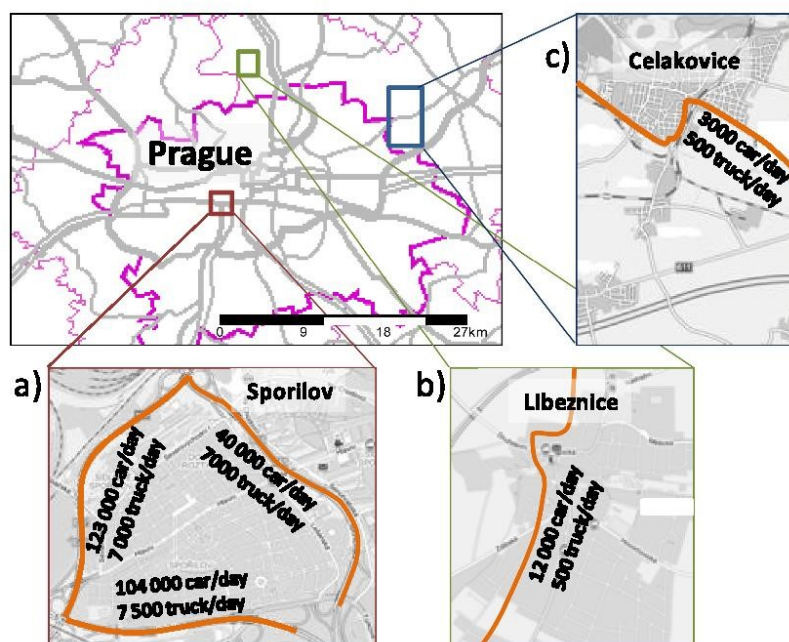 Prague
0 9 18 27km
c)
Celakovice
3000 car/day
500 truck/day
a)
Sporilov
123 000 car/day
7 000 truck/day
40 000 car/day
7000 truck/day
SPOŘILOV
104 000 car/day
7 500 truck/day
b)
Libeznice
12 000 car/day
500 truck/day